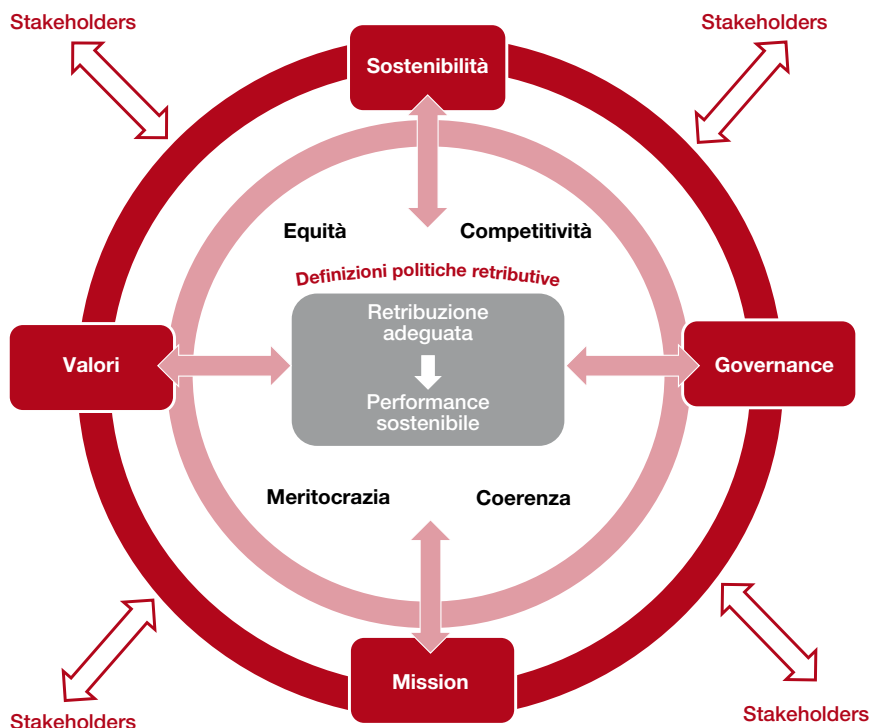 Stakeholders
Stakeholders
Sostenibilità
Equità
Competitività
Definizioni politiche retributive
Retribuzione
adeguata
Valori
Governance
Performance
sostenibile
Meritocrazia
Coerenza
Mission
Stakeholders
Stakeholders